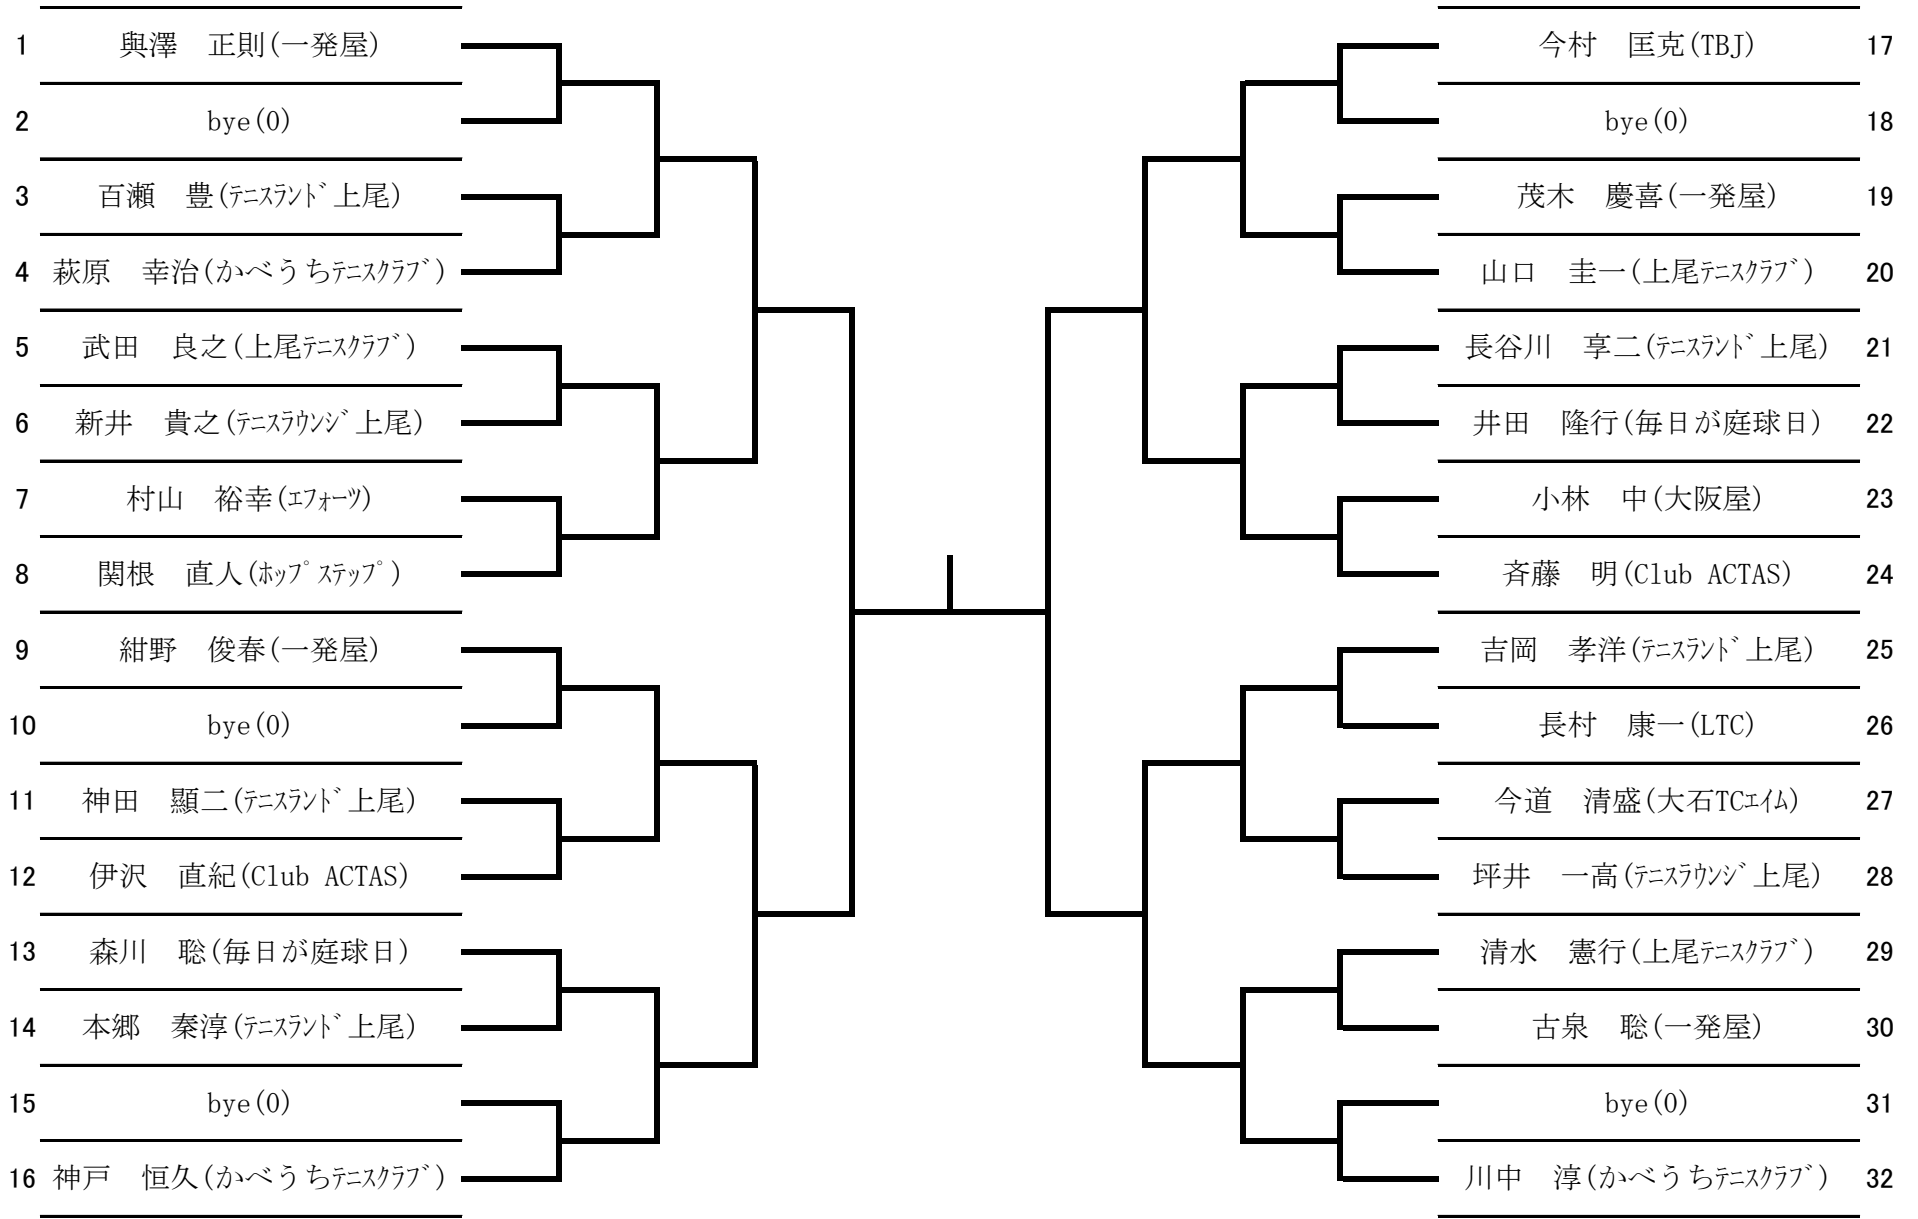 1 與澤　正則(一発屋)
2 bye(0)
3 百瀬　豊(ﾃﾆｽﾗﾝﾄﾞ上尾)
4 萩原　幸治(かべうちﾃﾆｽｸﾗﾌﾞ)
5 武田　良之(上尾ﾃﾆｽｸﾗﾌﾞ)
6 新井　貴之(ﾃﾆｽﾗｳﾝｼﾞ上尾)
7 村山　裕幸(ｴﾌｫｰﾂ)
8 関根　直人(ﾎｯﾌﾟｽﾃｯﾌﾟ)
9 紺野　俊春(一発屋)
10 bye(0)
11 神田　顯二(ﾃﾆｽﾗﾝﾄﾞ上尾)
12 伊沢　直紀(Club ACTAS)
13 森川　聡(毎日が庭球日)
14 本郷　秦淳(ﾃﾆｽﾗﾝﾄﾞ上尾)
15 bye(0)
16 神戸　恒久(かべうちﾃﾆｽｸﾗﾌﾞ)
今村　匡克(TBJ) 17
bye(0) 18
茂木　慶喜(一発屋) 19
山口　圭一(上尾ﾃﾆｽｸﾗﾌﾞ) 20
長谷川　享二(ﾃﾆｽﾗﾝﾄﾞ上尾) 21
井田　隆行(毎日が庭球日) 22
小林　中(大阪屋) 23
斉藤　明(Club ACTAS) 24
吉岡　孝洋(ﾃﾆｽﾗﾝﾄﾞ上尾) 25
長村　康一(LTC) 26
今道　清盛(大石TCｴｲﾑ) 27
坪井　一高(ﾃﾆｽﾗｳﾝｼﾞ上尾) 28
清水　憲行(上尾ﾃﾆｽｸﾗﾌﾞ) 29
古泉　聡(一発屋) 30
bye(0) 31
川中　淳(かべうちﾃﾆｽｸﾗﾌﾞ) 32